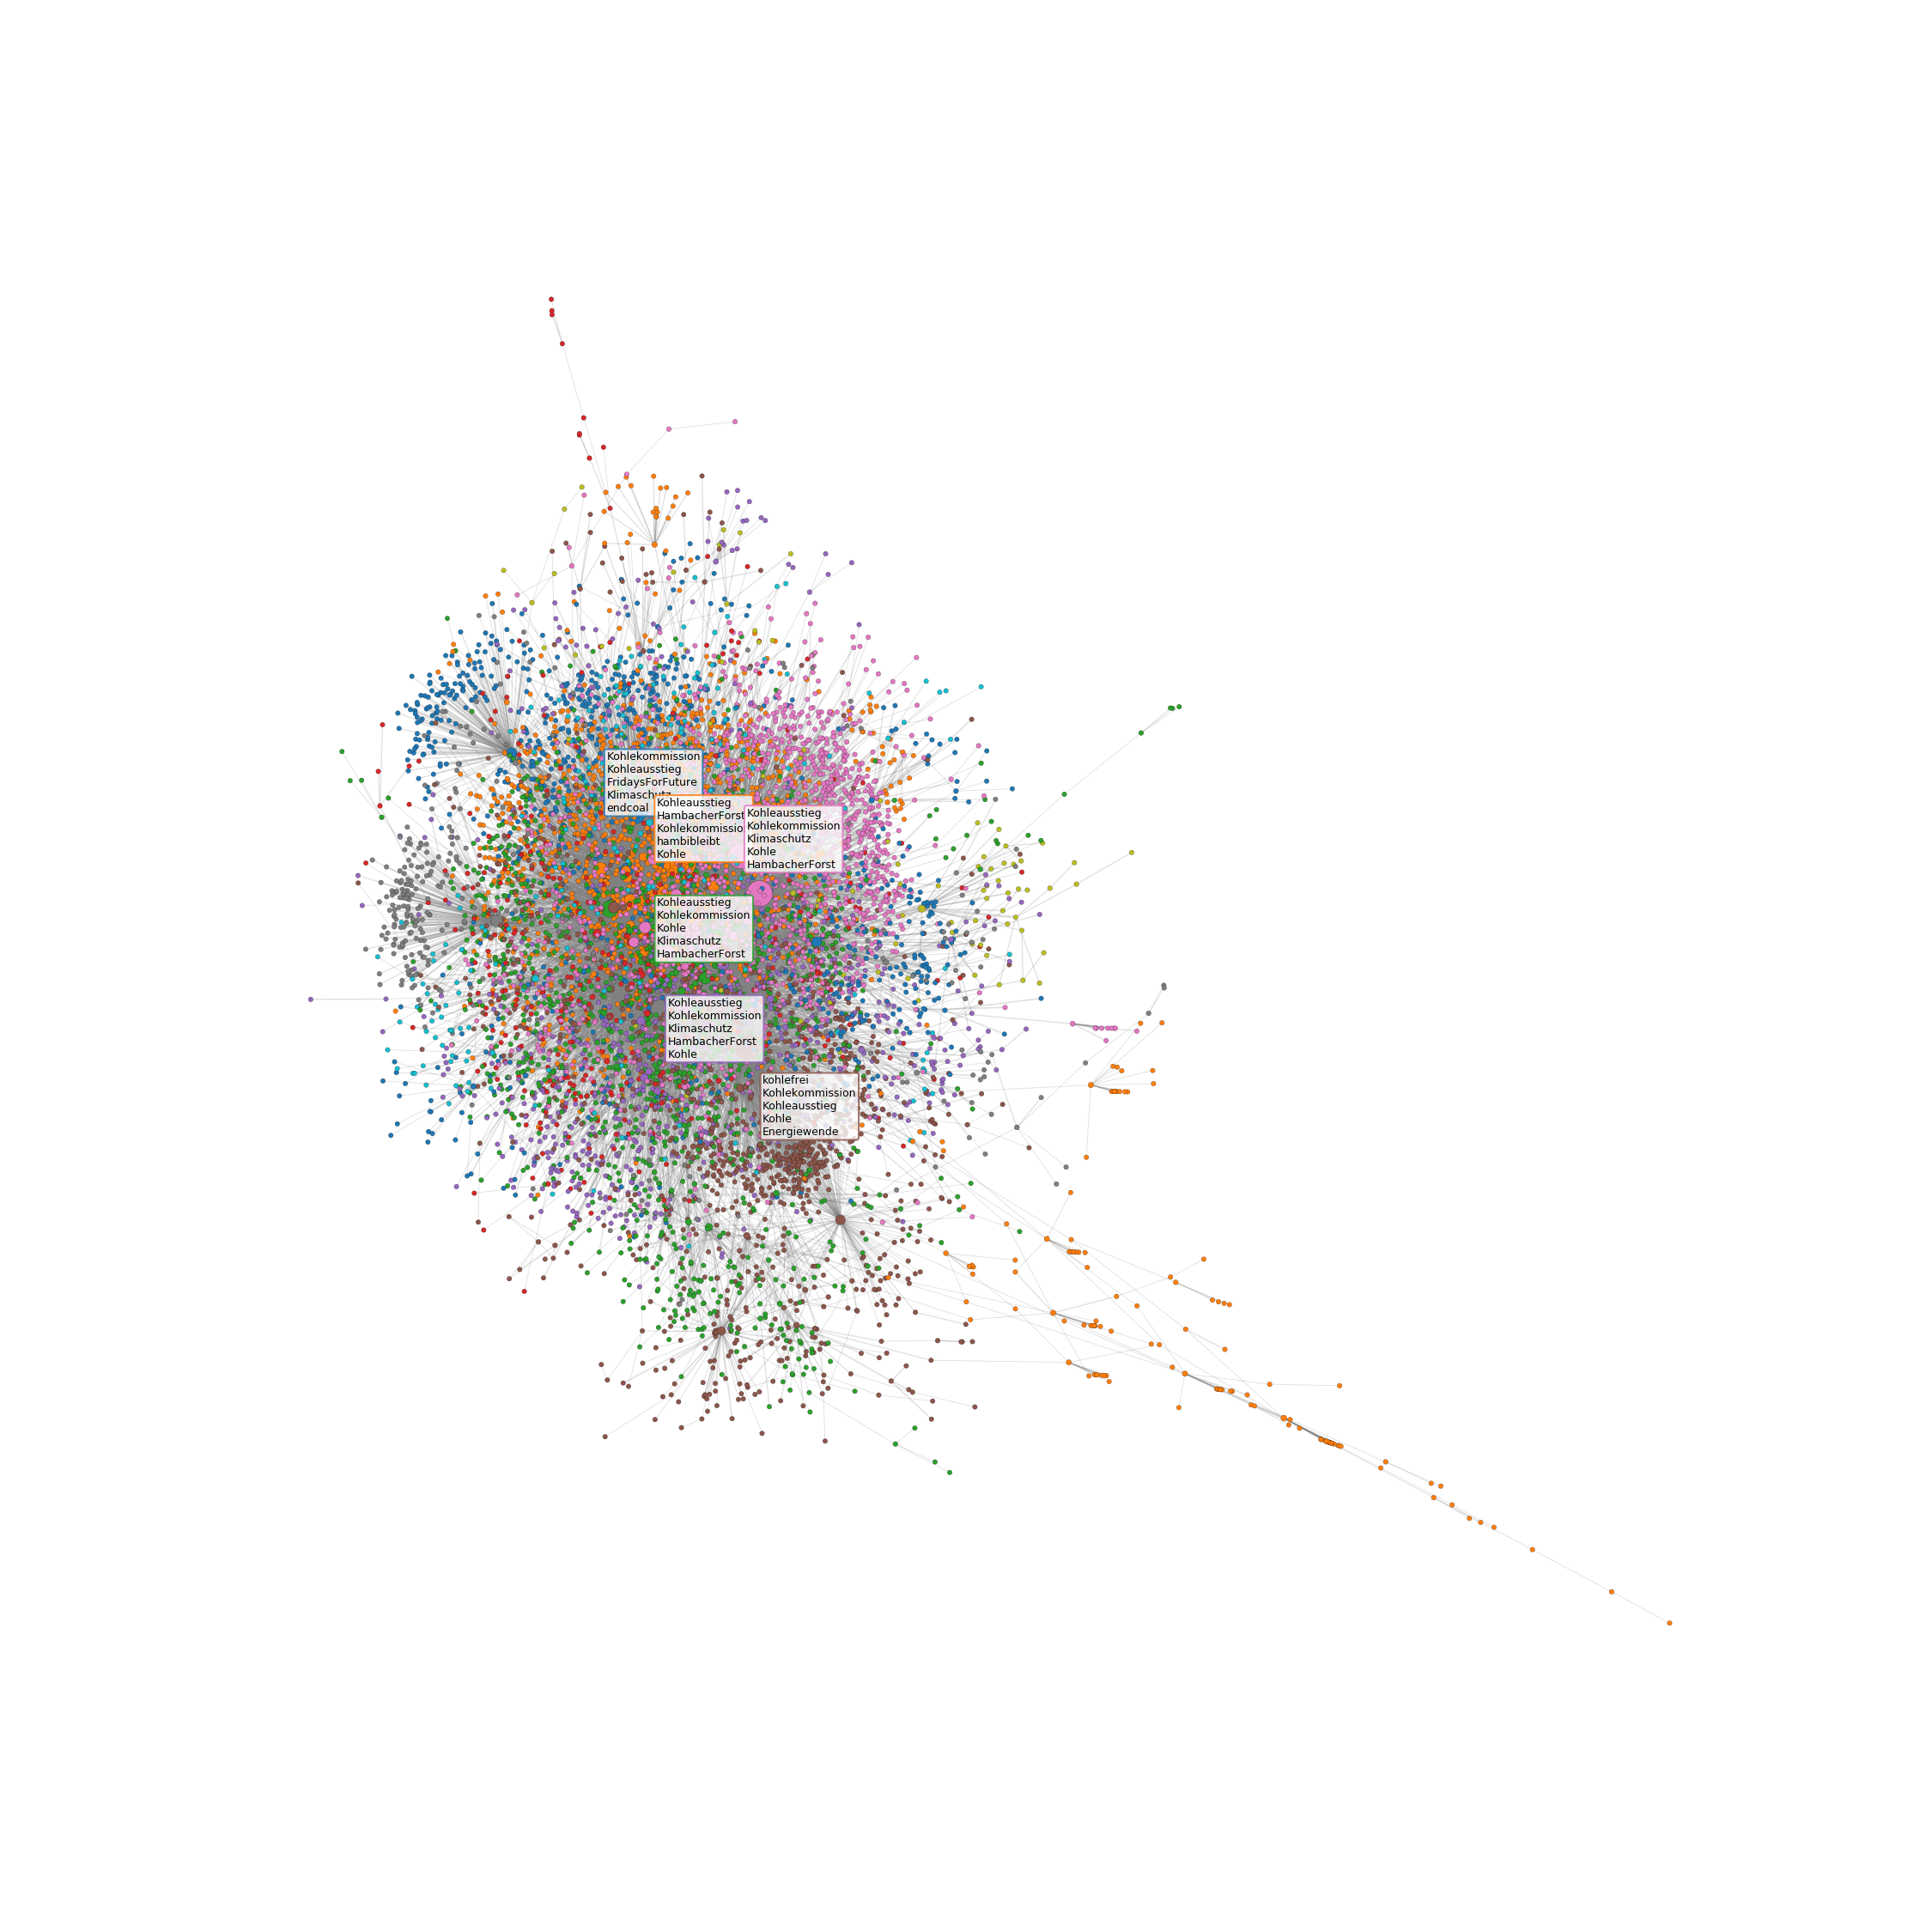 Kohlekommission
Kohleausstieg
FridaysForFuture
Klimaschutz
endcoal
Kohleausstieg
HambacherForst
Kohlekommissio
hambibleibt
Kohle
Kohleausstieg
Kohlekommission
Klimaschutz
Kohle
HambacherForst
Kohleausstieg
Kohlekommission
Kohle
Klimaschutz
HambacherForst
Kohleausstieg
Kohlekommission
Klimaschutz
HambacherForst
Kohle
kohlefrei
Kohlekommission
Kohleausstieg
Kohle
Energiewende